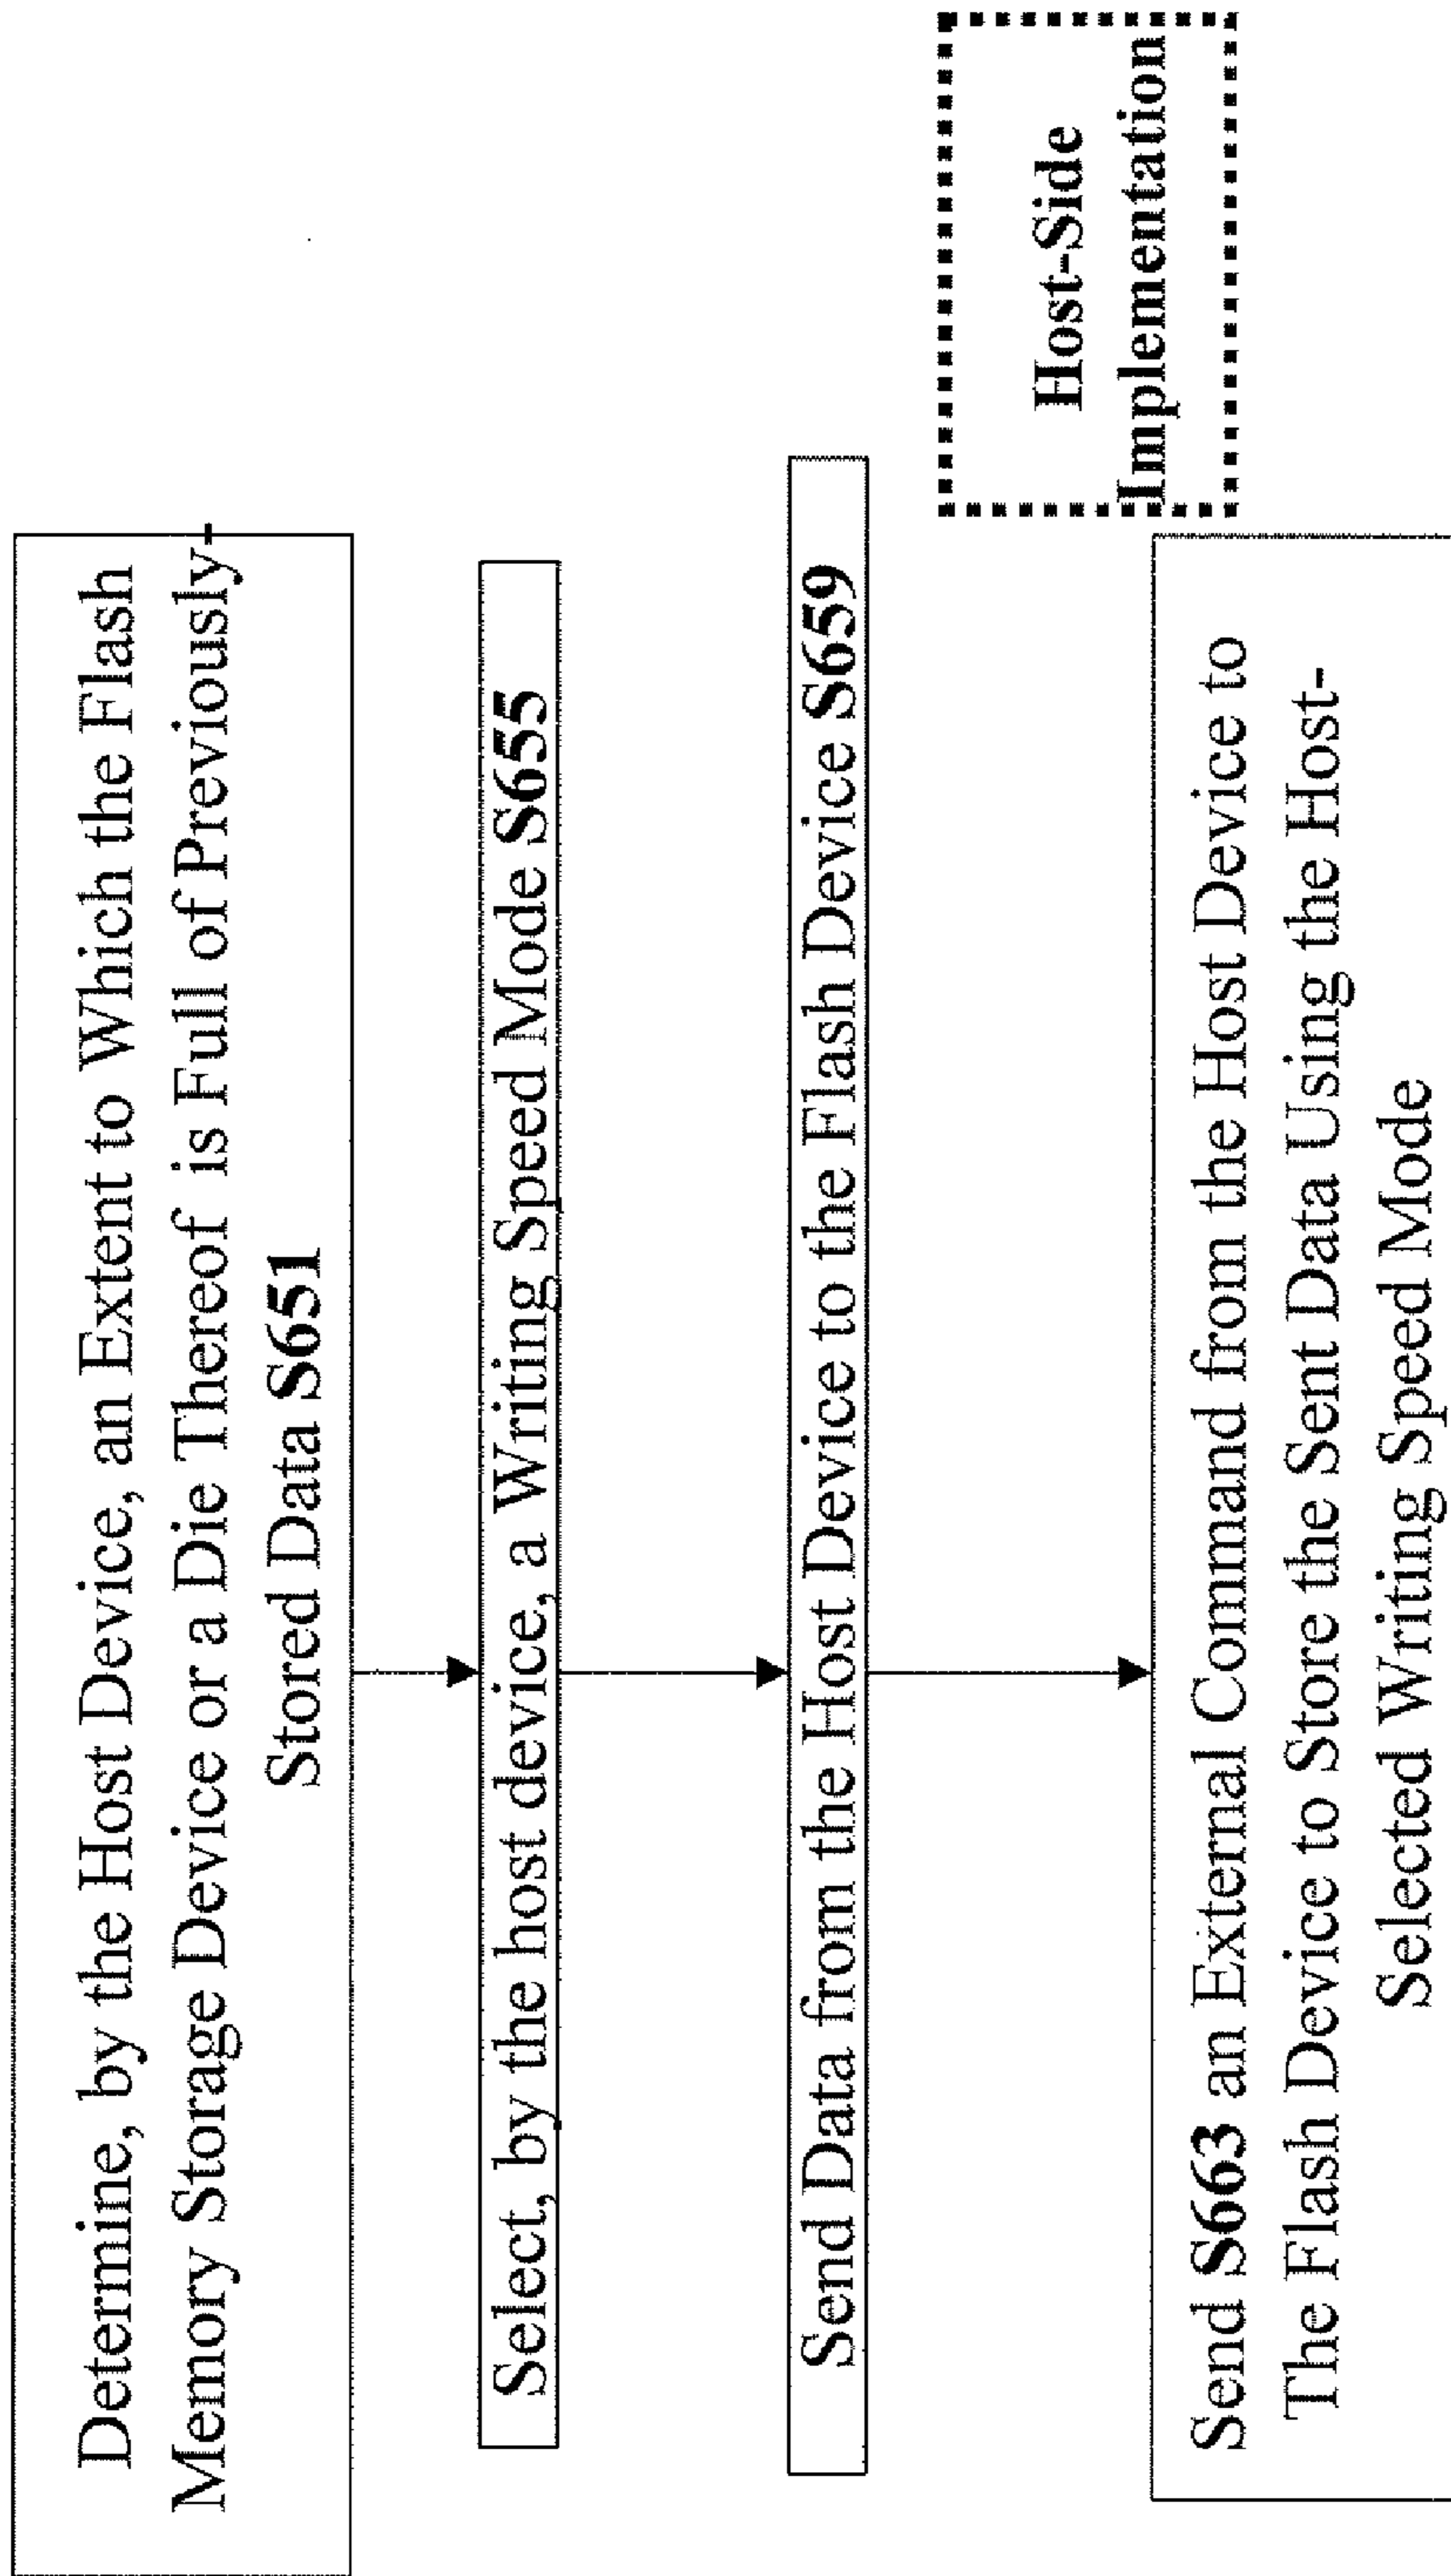 Determine, by the Host Device, an Extent to Which the Flash
Memory Storage Device or a Die Thereof is Full of Previously-
Stored Data S651
Select, by the host device, a Writing Speed Mode S655
Send Data from the Host Device to the Flash Device S659
Host-Side
Implementation
Send S663 an External Command from the Host Device to
The Flash Device to Store the Sent Data Using the Host-
Selected Writing Speed Mode